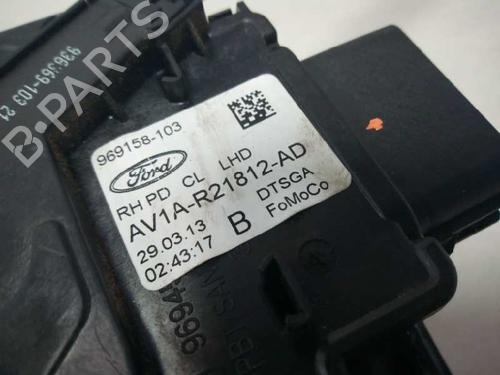 936369-103 21
B-PARTS
969158-103
Ford
RH PD CL LHD
AV1A-R21812-AD
29.03.13 B DTSGA
02:43:17 FoMoCo